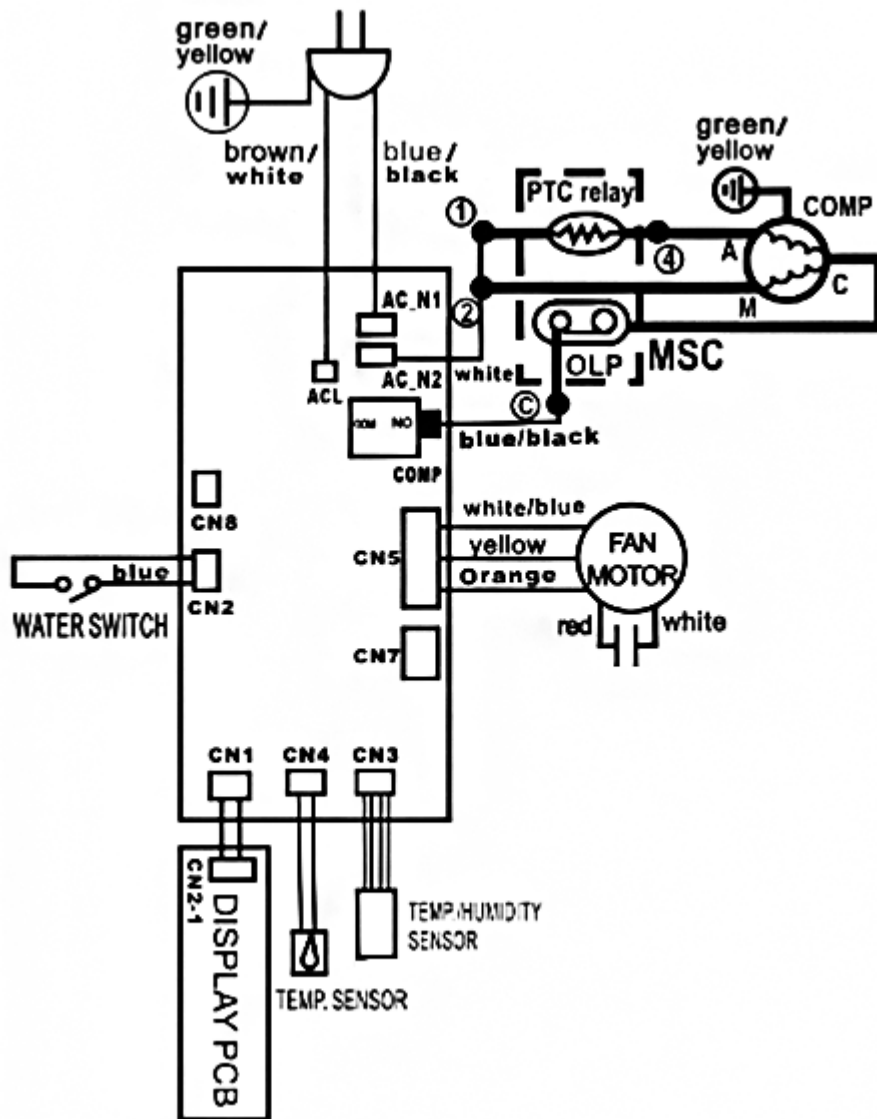 green/
yellow
brown/
white
blue/
black
green/
yellow
PTC relay
COMP
1
A
4
C
2
M
AC_N1
AC_N2
white
OLP
MSC
ACL
C
COM NO
blue/black
COMP
CN8
white/blue
yellow
Orange
CN5
FAN
MOTOR
blue
CN2
WATER SWITCH
red
white
CN7
CN1
CN4
CN3
CN2-1
DISPLAY PCB
TEMP./HUMIDITY
SENSOR
TEMP. SENSOR